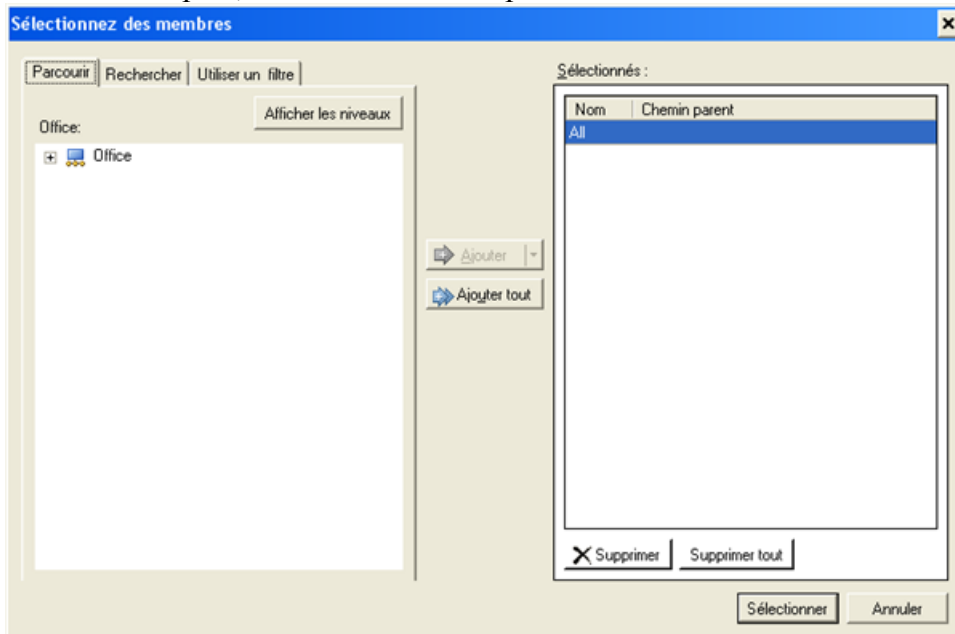 Sélectionnez des membres
Parcourir Rechercher Utiliser un filtre
Sélectionnés :
Afficher les niveaux
Office:
Office
Nom Chemin parent
All
Ajouter
Ajouter tout
Supprimer Supprimer tout
Sélectionner Annuler